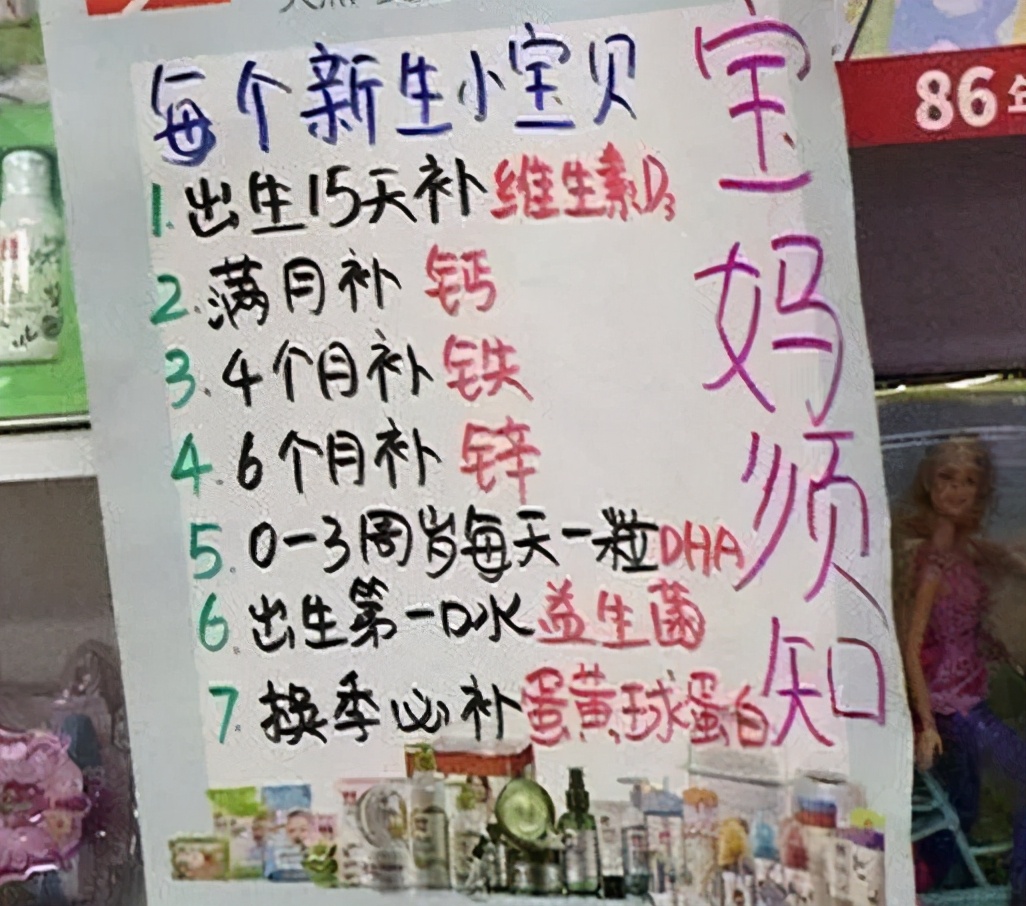 每个新生小宝贝
1.出生15天补维生素D₃
2.满月补钙
3.4个月补铁
4.6个月补锌
5.0-3周岁每天一粒DHA
6.出生第一口水益生菌
7.换季必补蛋黄球蛋白
宝妈须知
86